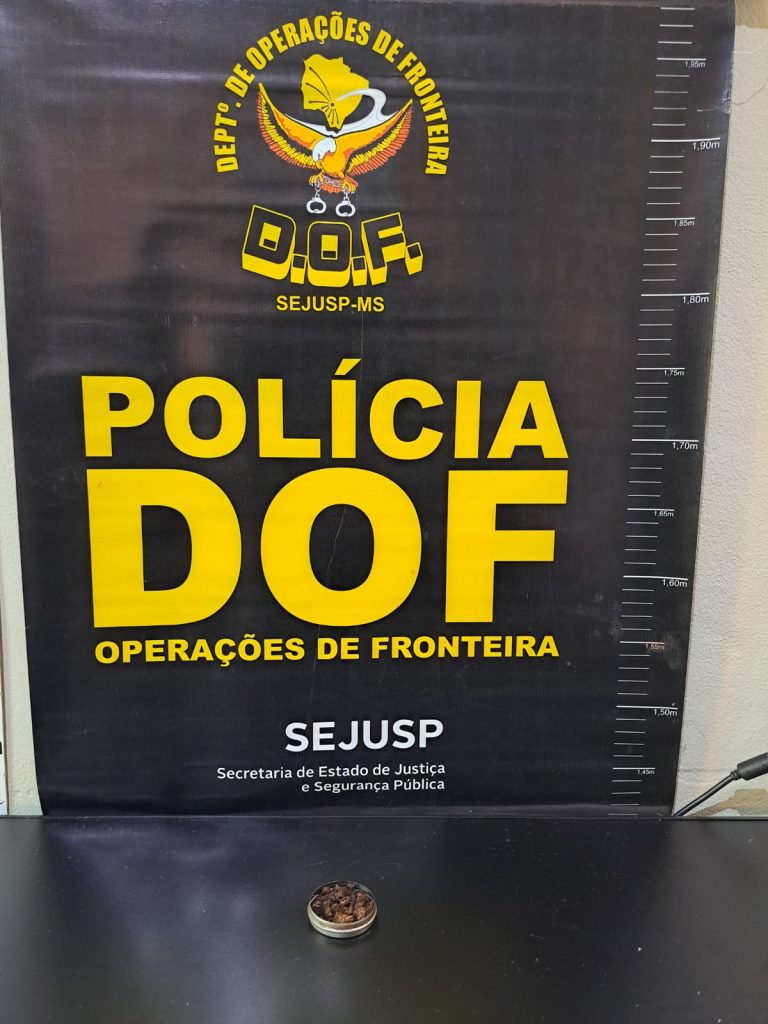 DEPTº. DE OPERAÇÕES DE FRONTEIRA
D.O.F.
SEJUSP-MS
POLÍCIA
DOF
OPERAÇÕES DE FRONTEIRA
SEJUSP
Secretaria de Estado de Justiça
e Segurança Pública
1,95m
1,90m
1,85m
1,80m
1,75m
1,70m
1,65m
1,60m
1,55m
1,50m
1,45m